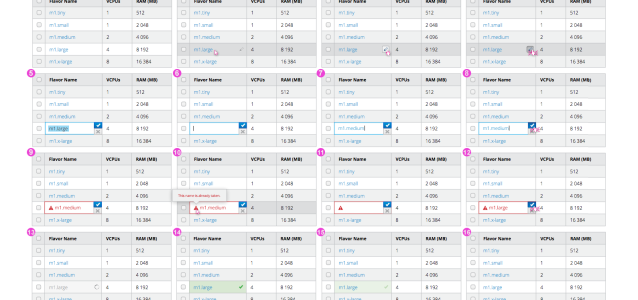 Flavor Name VCPUs RAM (MB) Flavor Name VCPUs RAM (MB) Flavor Name VCPUs RAM (MB) Flavor Name VCPUs RAM (MB)
m1.tiny 1 512 m1.tiny 1 512 m1.tiny 1 512 m1.tiny 1 512
m1.small 1 2 048 m1.small 1 2 048 m1.small 1 2 048 m1.small 1 2 048
m1.medium 2 4 096 m1.medium 2 4 096 m1.medium 2 4 096 m1.medium 2 4 096
m1.large 4 8 192 m1.large 4 8 192 m1.large 4 8 192 m1.large 4 8 192
m1.x-large 8 16 384 m1.x-large 8 16 384 m1.x-large 8 16 384 m1.x-large 8 16 384
5 6 7 8
Flavor Name VCPUs RAM (MB) Flavor Name VCPUs RAM (MB) Flavor Name VCPUs RAM (MB) Flavor Name VCPUs RAM (MB)
m1.tiny 1 512 m1.tiny 1 512 m1.tiny 1 512 m1.tiny 1 512
m1.small 1 2 048 m1.small 1 2 048 m1.small 1 2 048 m1.small 1 2 048
m1.medium 2 4 096 m1.medium 2 4 096 m1.medium 2 4 096 m1.medium 2 4 096
m1.large 4 8 192 4 8 192 m1.medium 4 8 192 m1.medium 4 8 192
m1.x-large 8 16 384 m1.x-large 8 16 384 m1.x-large 8 16 384 m1.x-large 8 16 384
9 10 11 12
Flavor Name VCPUs RAM (MB) Flavor Name VCPUs RAM (MB) Flavor Name VCPUs RAM (MB) Flavor Name VCPUs RAM (MB)
m1.tiny 1 512 m1.tiny 1 512 m1.tiny 1 512 m1.tiny 1 512
m1.small 1 2 048 m1.small 1 2 048 m1.small 1 2 048 m1.small 1 2 048
m1.medium 2 4 096 This name is already taken. 2 4 096 m1.medium 2 4 096 m1.medium 2 4 096
m1.medium 4 8 192 m1.medium 4 8 192 4 8 192 m1.large 4 8 192
m1.x-large 8 16 384 m1.x-large 8 16 384 m1.x-large 8 16 384 m1.x-large 8 16 384
13 14 15 16
Flavor Name VCPUs RAM (MB) Flavor Name VCPUs RAM (MB) Flavor Name VCPUs RAM (MB) Flavor Name VCPUs RAM (MB)
m1.tiny 1 512 m1.tiny 1 512 m1.tiny 1 512 m1.tiny 1 512
m1.small 1 2 048 m1.small 1 2 048 m1.small 1 2 048 m1.small 1 2 048
m1.medium 2 4 096 m1.medium 2 4 096 m1.medium 2 4 096 m1.medium 2 4 096
m1.large 4 8 192 m1.large 4 8 192 m1.large 4 8 192 m1.large 4 8 192
m1.x-large 8 16 384 m1.x-large 8 16 384 m1.x-large 8 16 384 m1.x-large 8 16 384